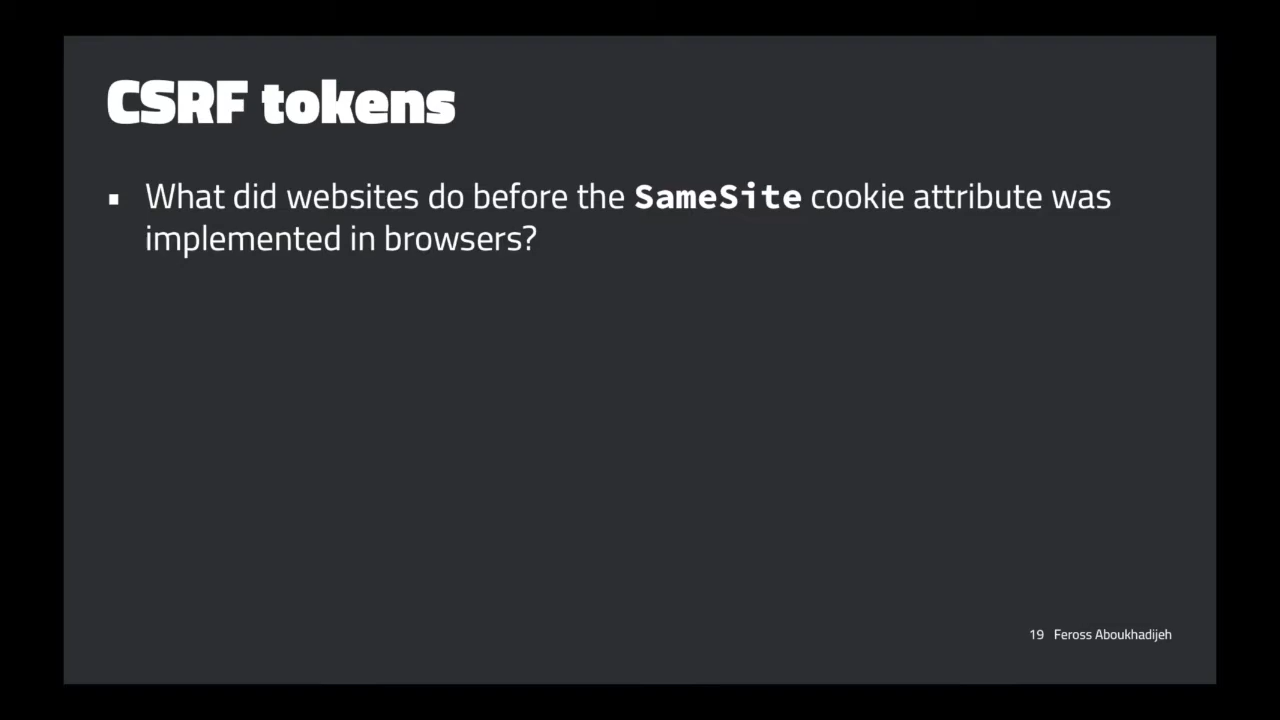 CSRF tokens
▪ What did websites do before the SameSite cookie attribute was
implemented in browsers?
19 Feross Aboukhadijeh